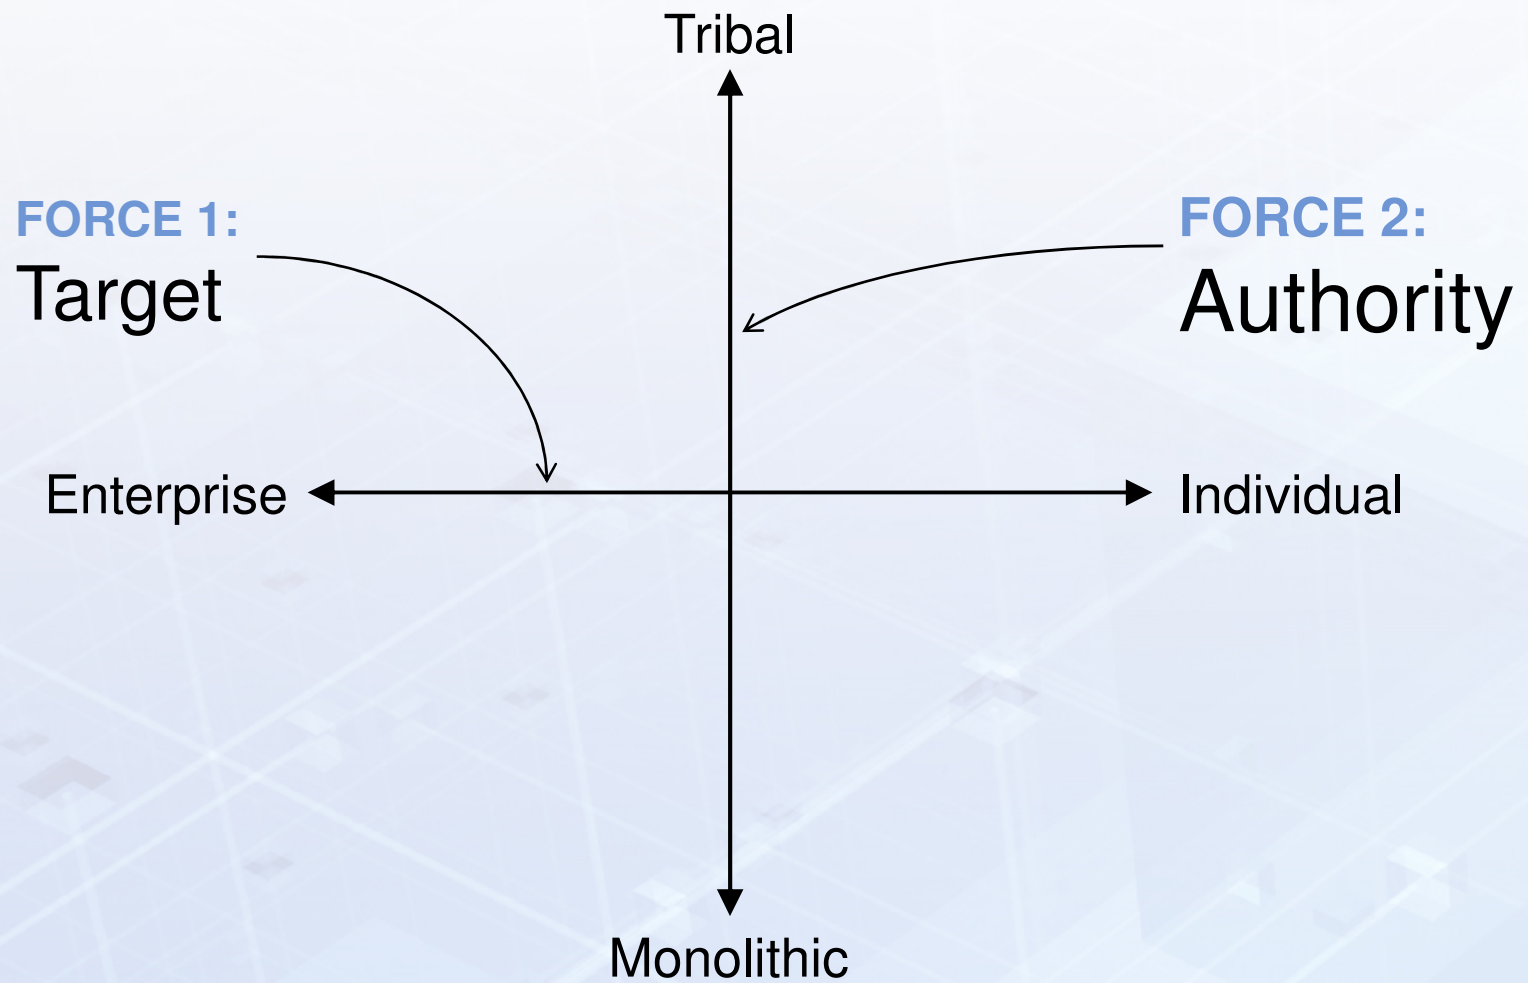 Tribal
FORCE 1:
Target
FORCE 2:
Authority
Enterprise
Individual
Monolithic